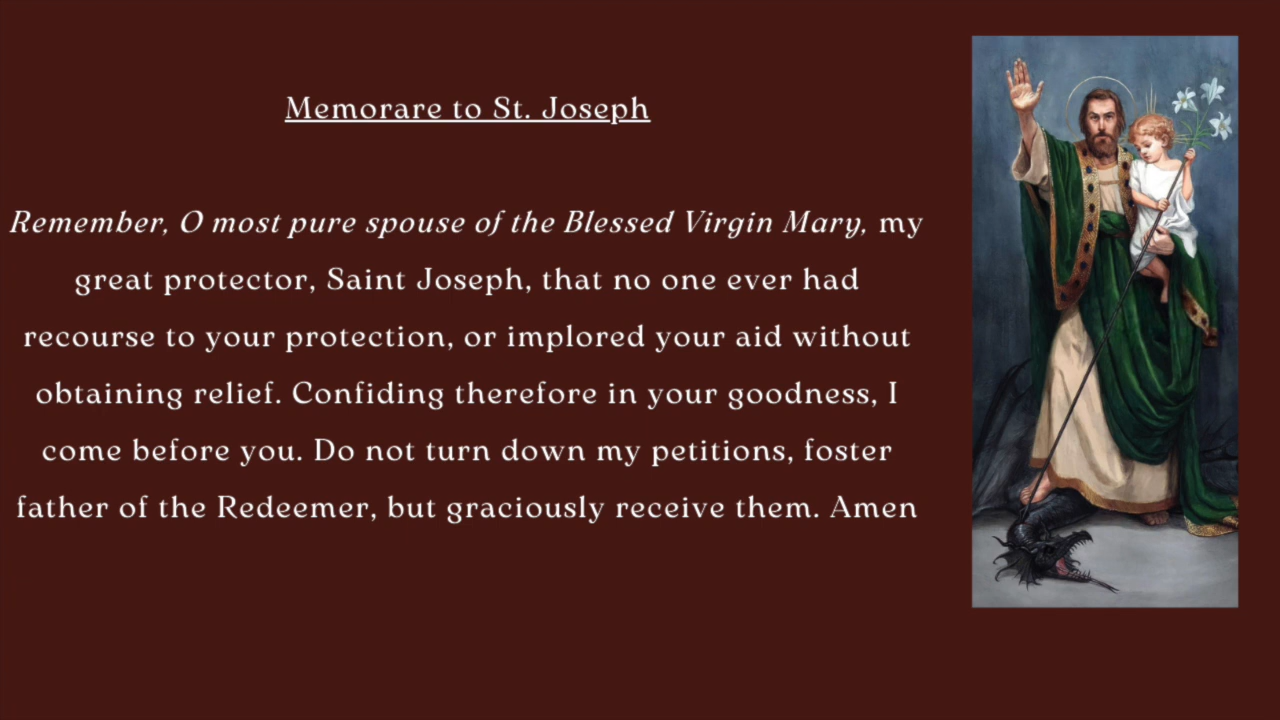 Memorare to St. Joseph
Remember, O most pure spouse of the Blessed Virgin Mary, my
great protector, Saint Joseph, that no one ever had
recourse to your protection, or implored your aid without
obtaining relief. Confiding therefore in your goodness, I
come before you. Do not turn down my petitions, foster
father of the Redeemer, but graciously receive them. Amen